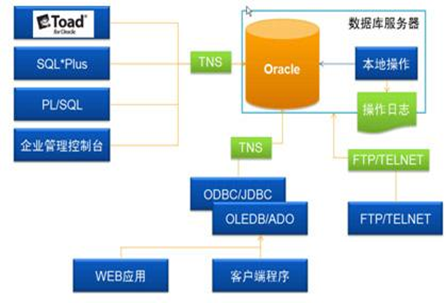 Toad
for Oracle
SQL*Plus
PL/SQL
企业管理控制台
TNS
Oracle
数据库服务器
本地操作
操作日志
TNS
FTP/TELNET
FTP/TELNET
ODBC/JDBC
OLEDB/ADO
WEB应用
客户端程序